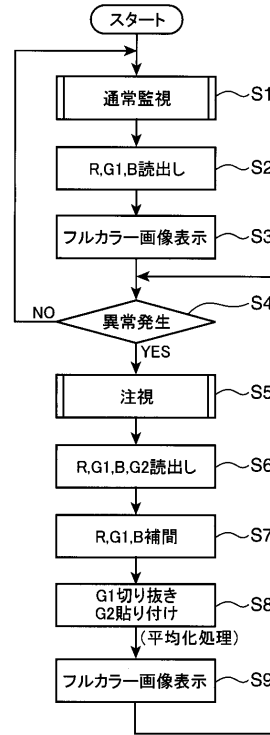 スタート
通常監視
S1
R,G1,B読出し
S2
フルカラー画像表示
S3
異常発生
S4
NO
YES
注視
S5
R,G1,B,G2読出し
S6
R,G1,B補間
S7
G1切り抜き
G2貼り付け
S8
(平均化処理)
フルカラー画像表示
S9